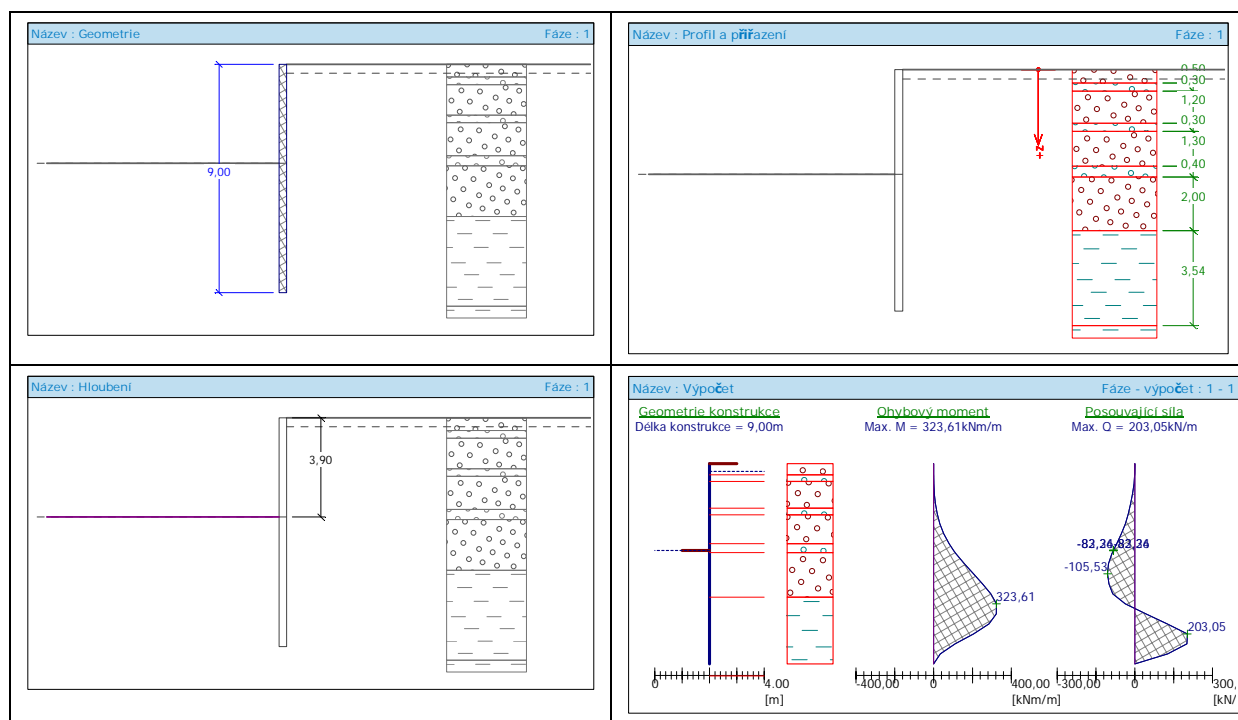 Název : Geometrie
Fáze : 1
9,00
Název : Profil a přiřazení
Fáze : 1
0,50
0,30
1,20
0,30
1,30
0,40
2,00
3,54
+z
Název : Hloubení
Fáze : 1
3,90
Název : Výpočet
Fáze - výpočet : 1 - 1
Geometrie konstrukce
Délka konstrukce = 9,00m
Ohybový moment
Max. M = 323,61kNm/m
Posouvající síla
Max. Q = 203,05kN/m
-105,53
323,61
203,05
0
4.00
[m]
-400,00
0
400,00
[kNm/m]
-300,00
0
300,
[kN/